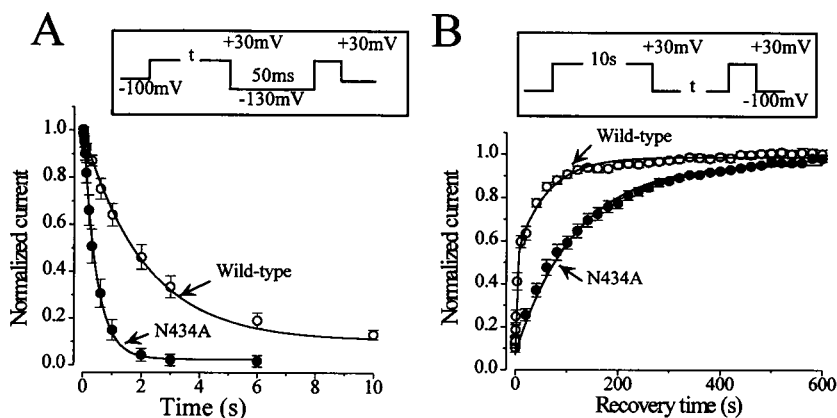 A
+30mV
+30mV
t
50ms
-100mV
-130mV
Normalized current
1.0
0.8
0.6
0.4
0.2
0.0
Wild-type
N434A
0
2
4
6
8
10
Time (s)
B
+30mV
+30mV
10s
t
-100mV
Normalized current
1.0
0.8
0.6
0.4
0.2
0.0
Wild-type
N434A
0
200
400
600
Recovery time (s)